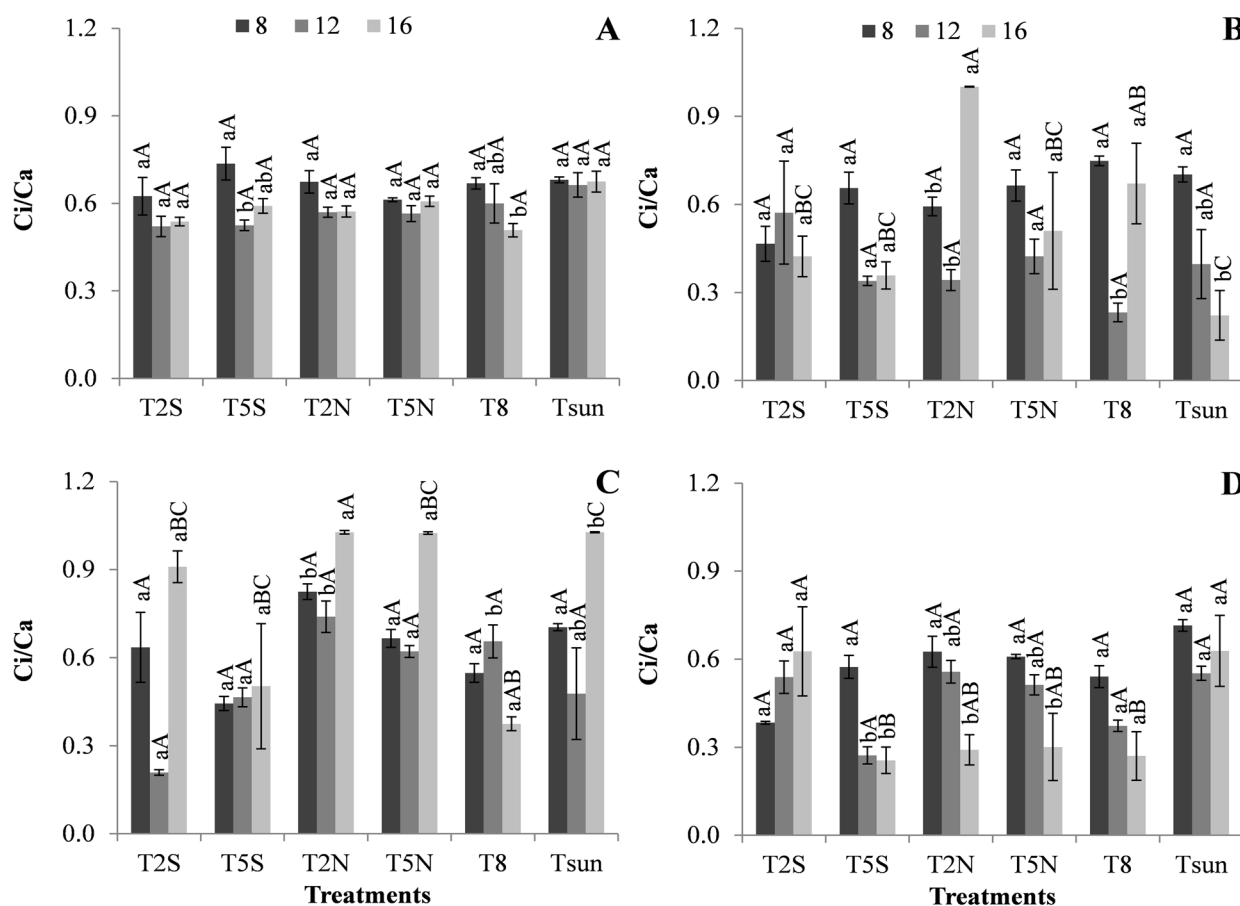 8 12 16
A
1.2
0.9
0.6
0.3
0.0
Ci/Ca
aA aA aA
aA bA abA
aA aA aA
aA aA aA
aA abA bA
aA aA aA
T2S T5S T2N T5N T8 Tsun
8 12 16
B
1.2
0.9
0.6
0.3
0.0
Ci/Ca
aA aA aBC
aA aA aBC
bA bA aA
aA aA aBC
aA bA aAB
aA abA bC
T2S T5S T2N T5N T8 Tsun
C
1.2
0.9
0.6
0.3
0.0
Ci/Ca
aA aA aBC
aA aA aBC
bA bA aA
aA aA aBC
aA bA aAB
aA abA bC
T2S T5S T2N T5N T8 Tsun
Treatments
D
1.2
0.9
0.6
0.3
0.0
Ci/Ca
aA aA aA
aA bA bB
aA abA bAB
aA abA bAB
aA aA aB
aA aA aA
T2S T5S T2N T5N T8 Tsun
Treatments